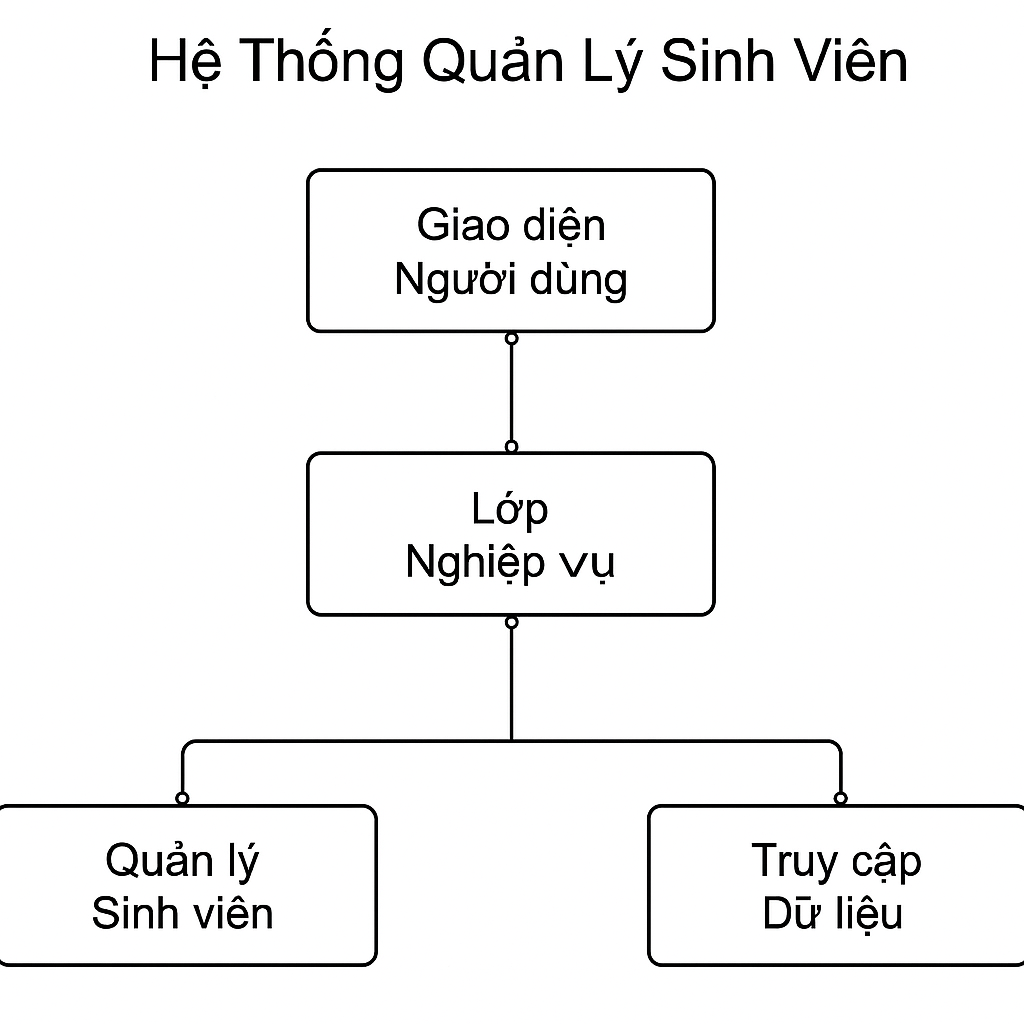 Hệ Thống Quản Lý Sinh Viên
Giao diện
Người dùng
Lớp
Nghiệp vụ
Quản lý
Sinh viên
Truy cập
Dữ liệu